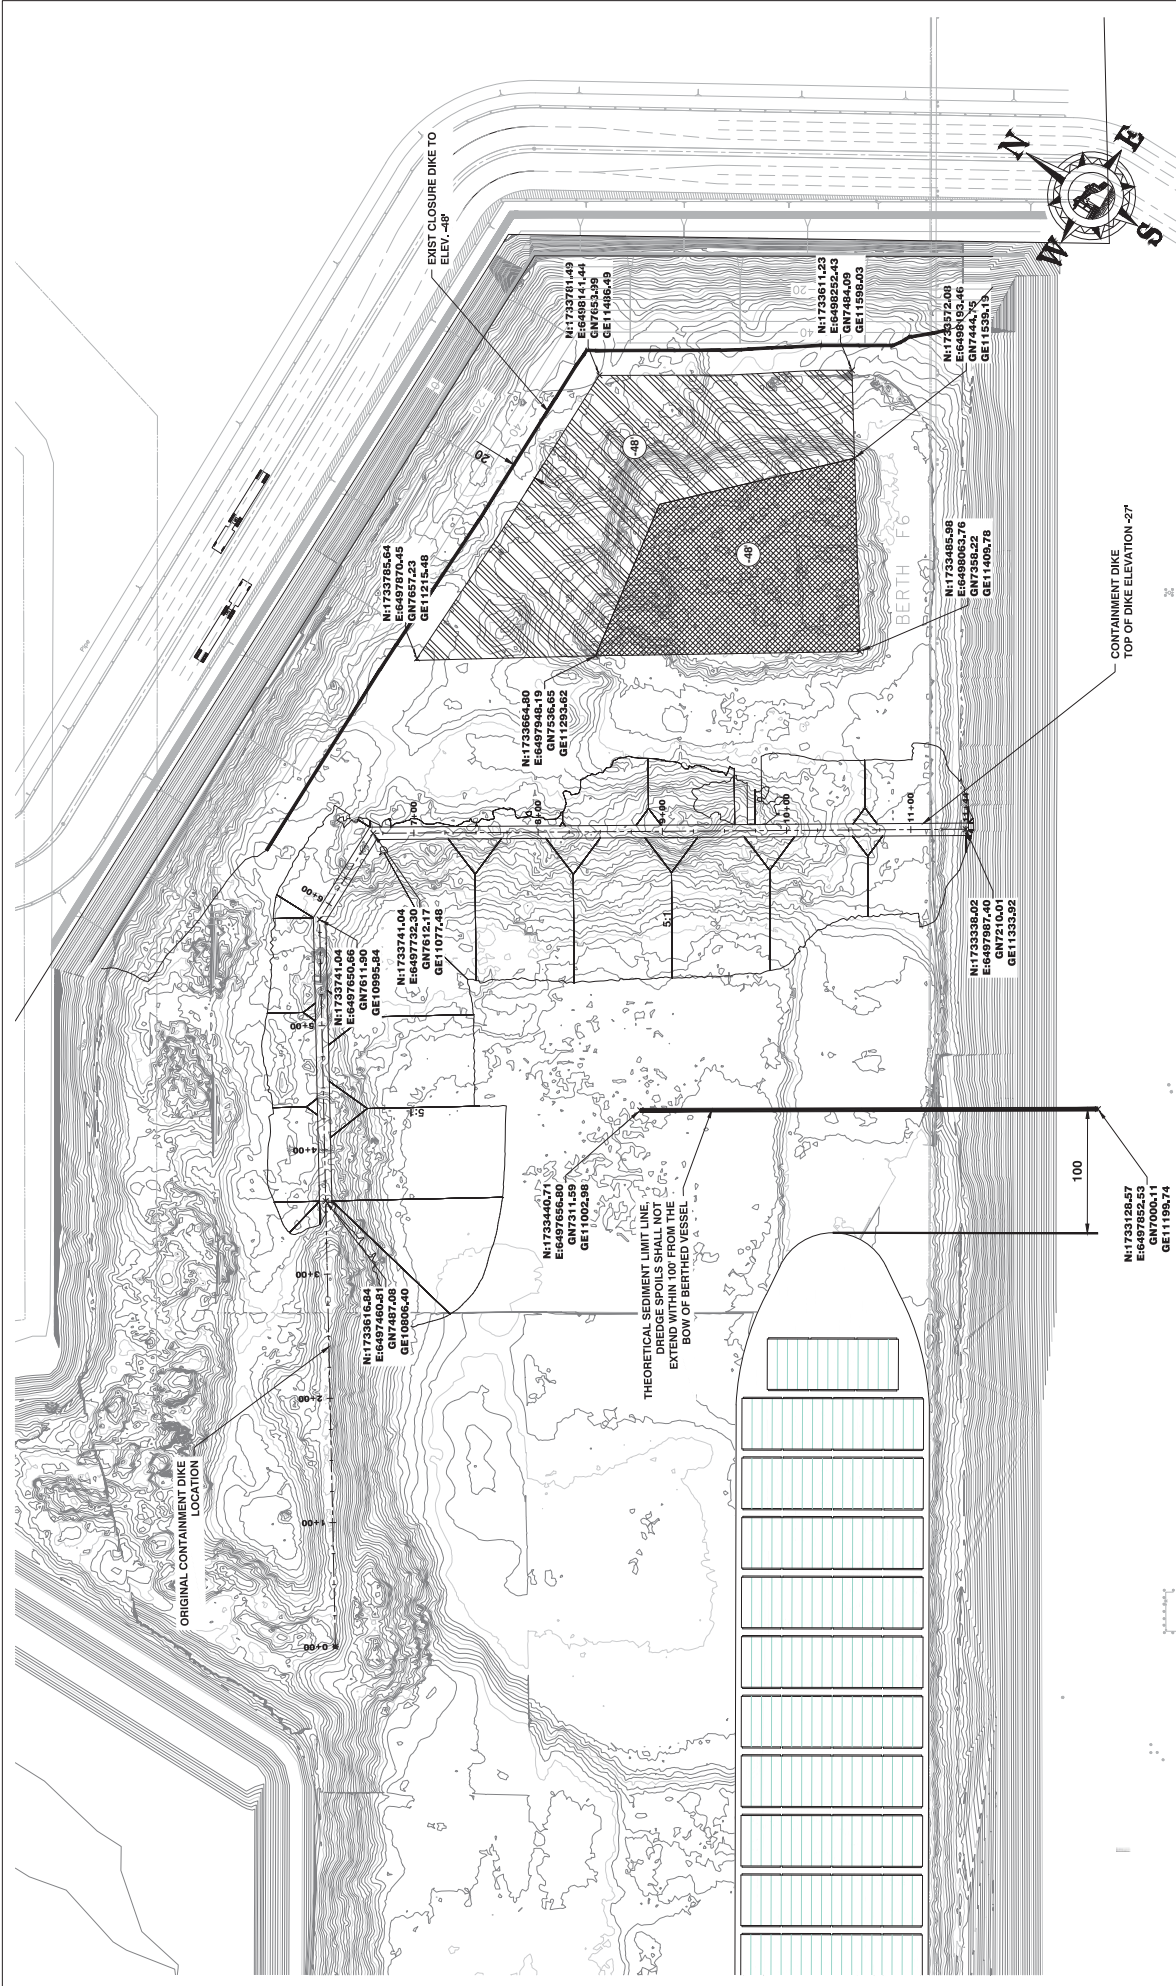 N
E
S
W
EXIST CLOSURE DIKE TO
ELEV. -48'
N:1733781.49
E:6498141.44
GN7653.99
GE11486.49
N:1733611.23
E:6498252.43
GN7484.09
GE11598.03
N:1733572.08
E:6498193.46
GN7444.75
GE11539.19
20
-20
-40
-20
40
-48'
-48'
N:1733785.64
E:6497870.45
GN7657.23
GE11215.48
BERTH F6
N:1733485.98
E:6498063.76
GN7358.22
GE11409.78
CONTAINMENT DIKE
TOP OF DIKE ELEVATION -27'
Pipe
N:1733664.80
E:6497948.19
GN7536.65
GE11293.62
7+00
8+00
9+00
10+00
11+00
6+00
5+00
4+00
3+00
2+00
1+00
0+00
5:1
5:1
N:1733741.04
E:6497732.30
GN7612.17
GE11077.48
N:1733741.04
E:6497650.66
GN7611.90
GE10995.84
N:1733338.02
E:6497987.40
GN7210.01
GE11333.92
N:1733440.71
E:6497656.80
GN7311.59
GE11002.98
THEORETICAL SEDIMENT LIMIT LINE,
DREDGE SPOILS SHALL NOT
EXTEND WITHIN 100' FROM THE
BOW OF BERTHED VESSEL
100
N:1733128.57
E:6497852.53
GN7000.11
GE11199.74
N:1733616.84
E:6497460.81
GN7487.08
GE10806.40
ORIGINAL CONTAINMENT DIKE
LOCATION